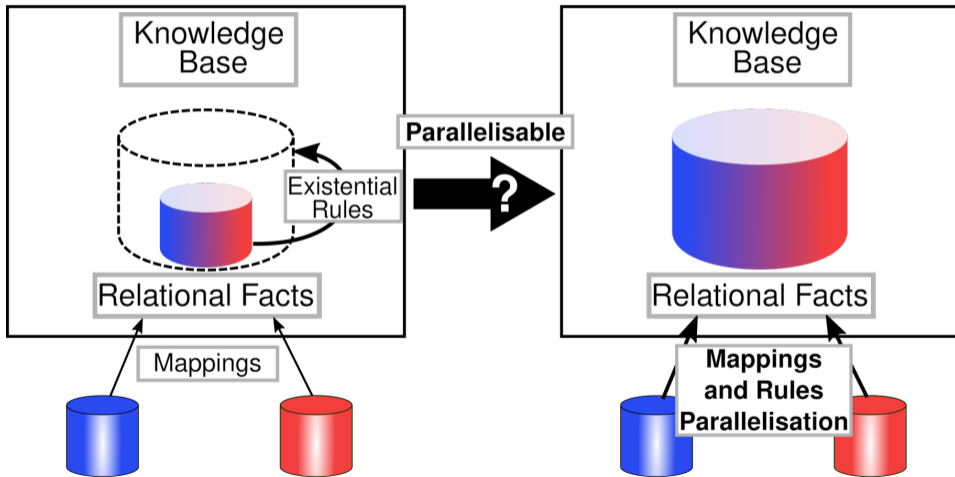 Knowledge
Base
Existential
Rules
Relational Facts
Mappings
Parallelisable
?
Knowledge
Base
Relational Facts
Mappings
and Rules
Parallelisation